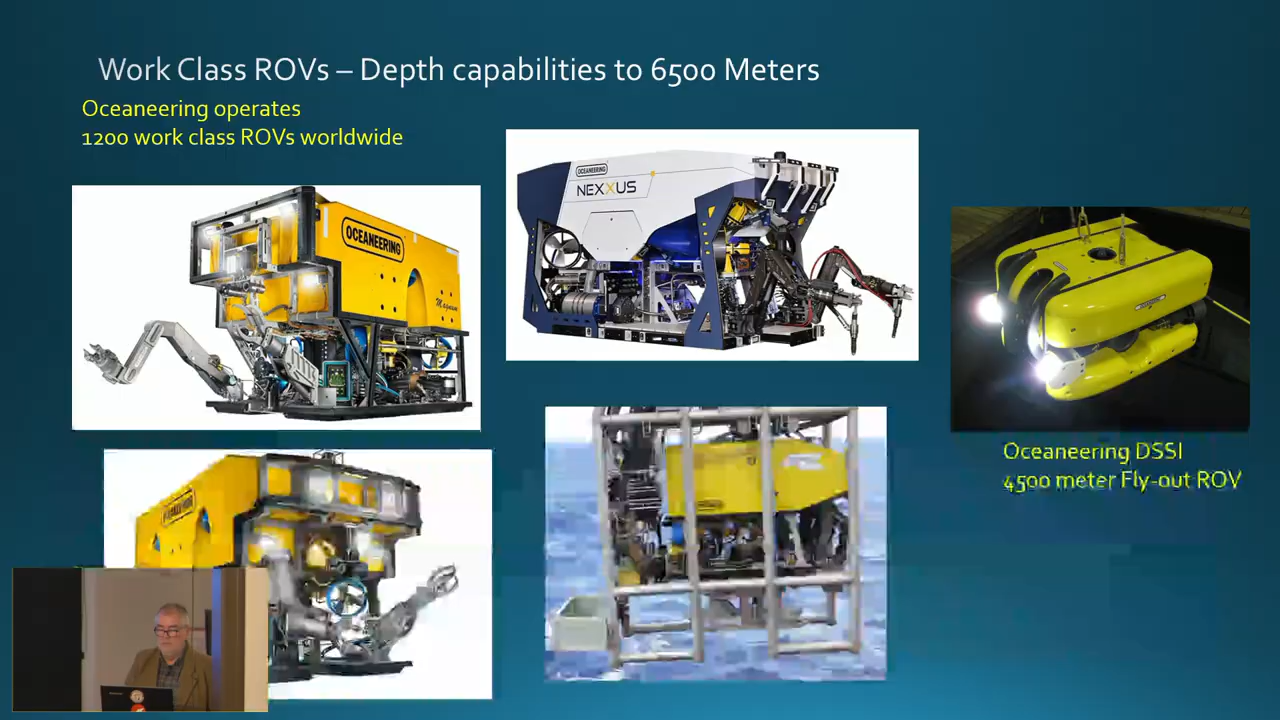 Work Class ROVs – Depth capabilities to 6500 Meters
Oceaneering operates
1200 work class ROVs worldwide
OCEANEERING
NEXXUS
OCEANEERING
Magnum
Oceaneering DSSI
4500 meter Fly-out ROV